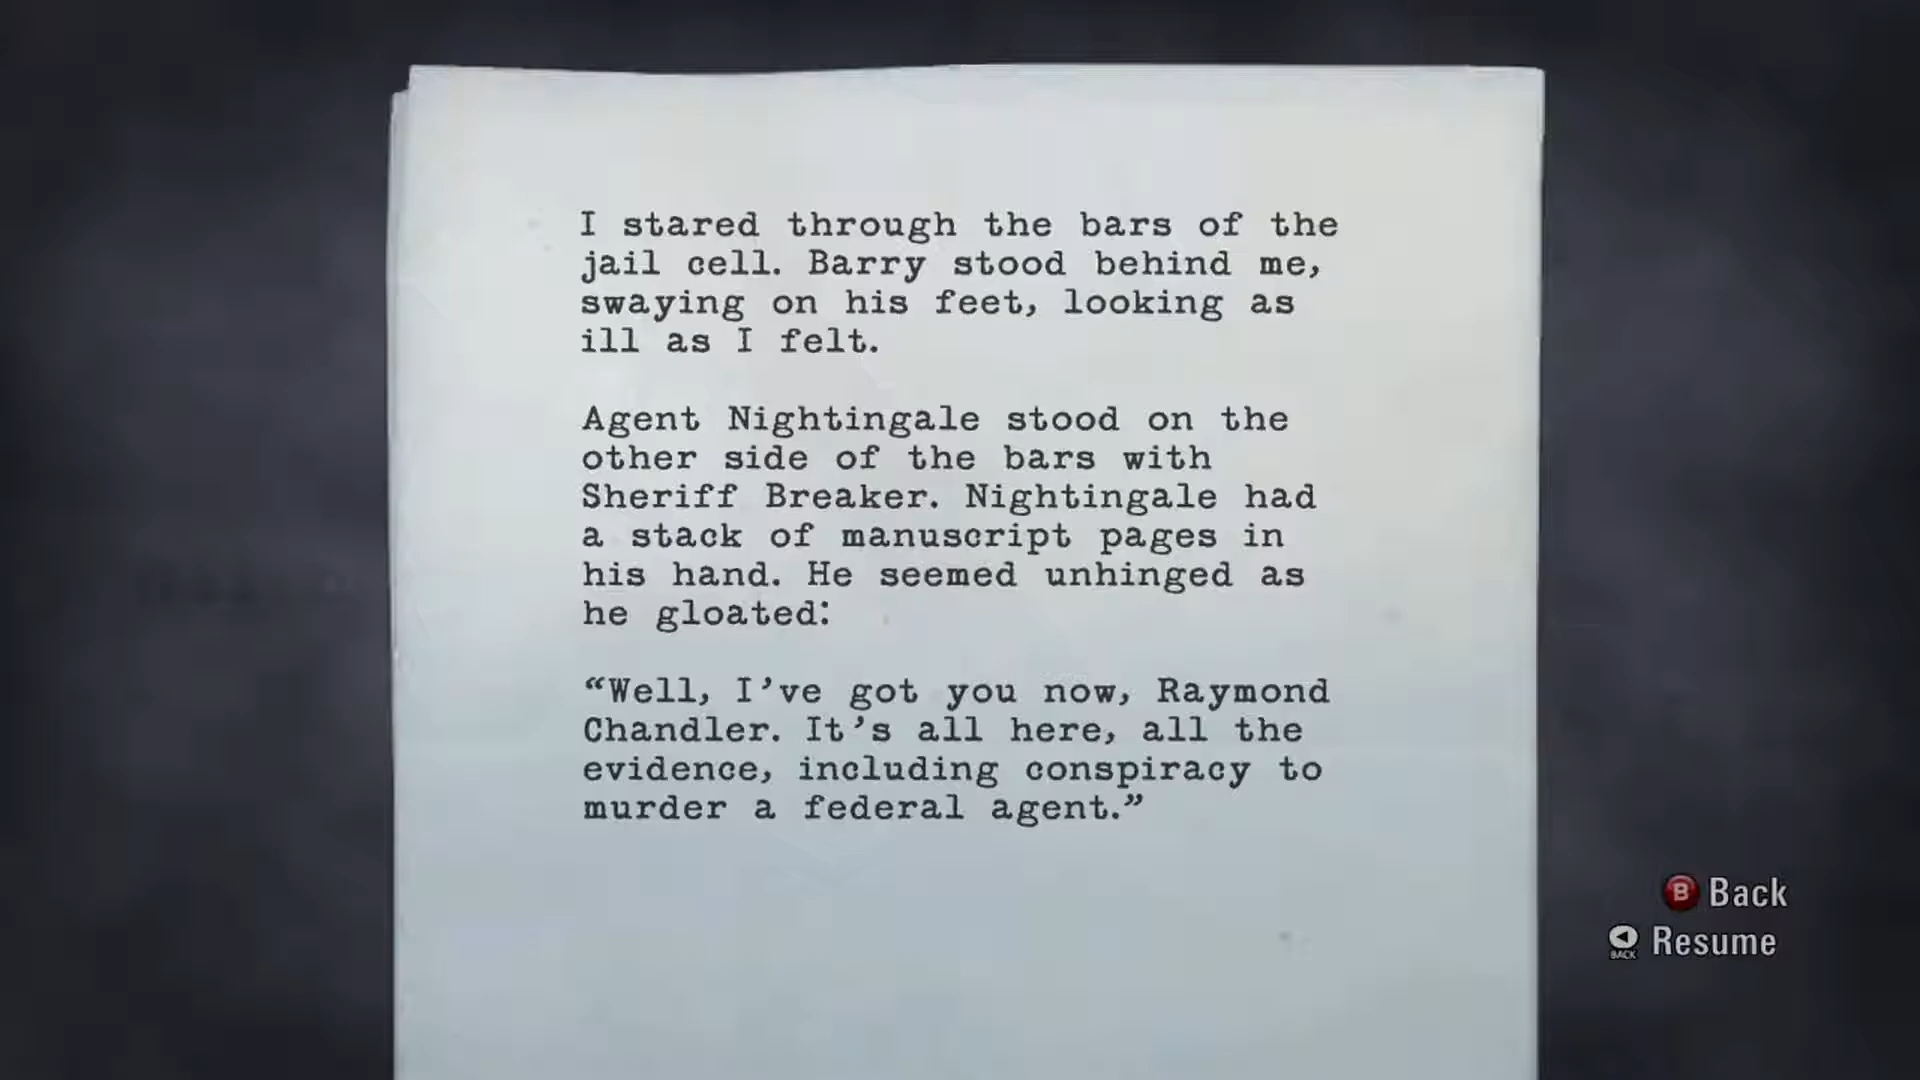 I stared through the bars of the
jail cell. Barry stood behind me,
swaying on his feet, looking as
ill as I felt.
Agent Nightingale stood on the
other side of the bars with
Sheriff Breaker. Nightingale had
a stack of manuscript pages in
his hand. He seemed unhinged as
he gloated:
“Well, I’ve got you now, Raymond
Chandler. It’s all here, all the
evidence, including conspiracy to
murder a federal agent.”
B Back
BACK Resume